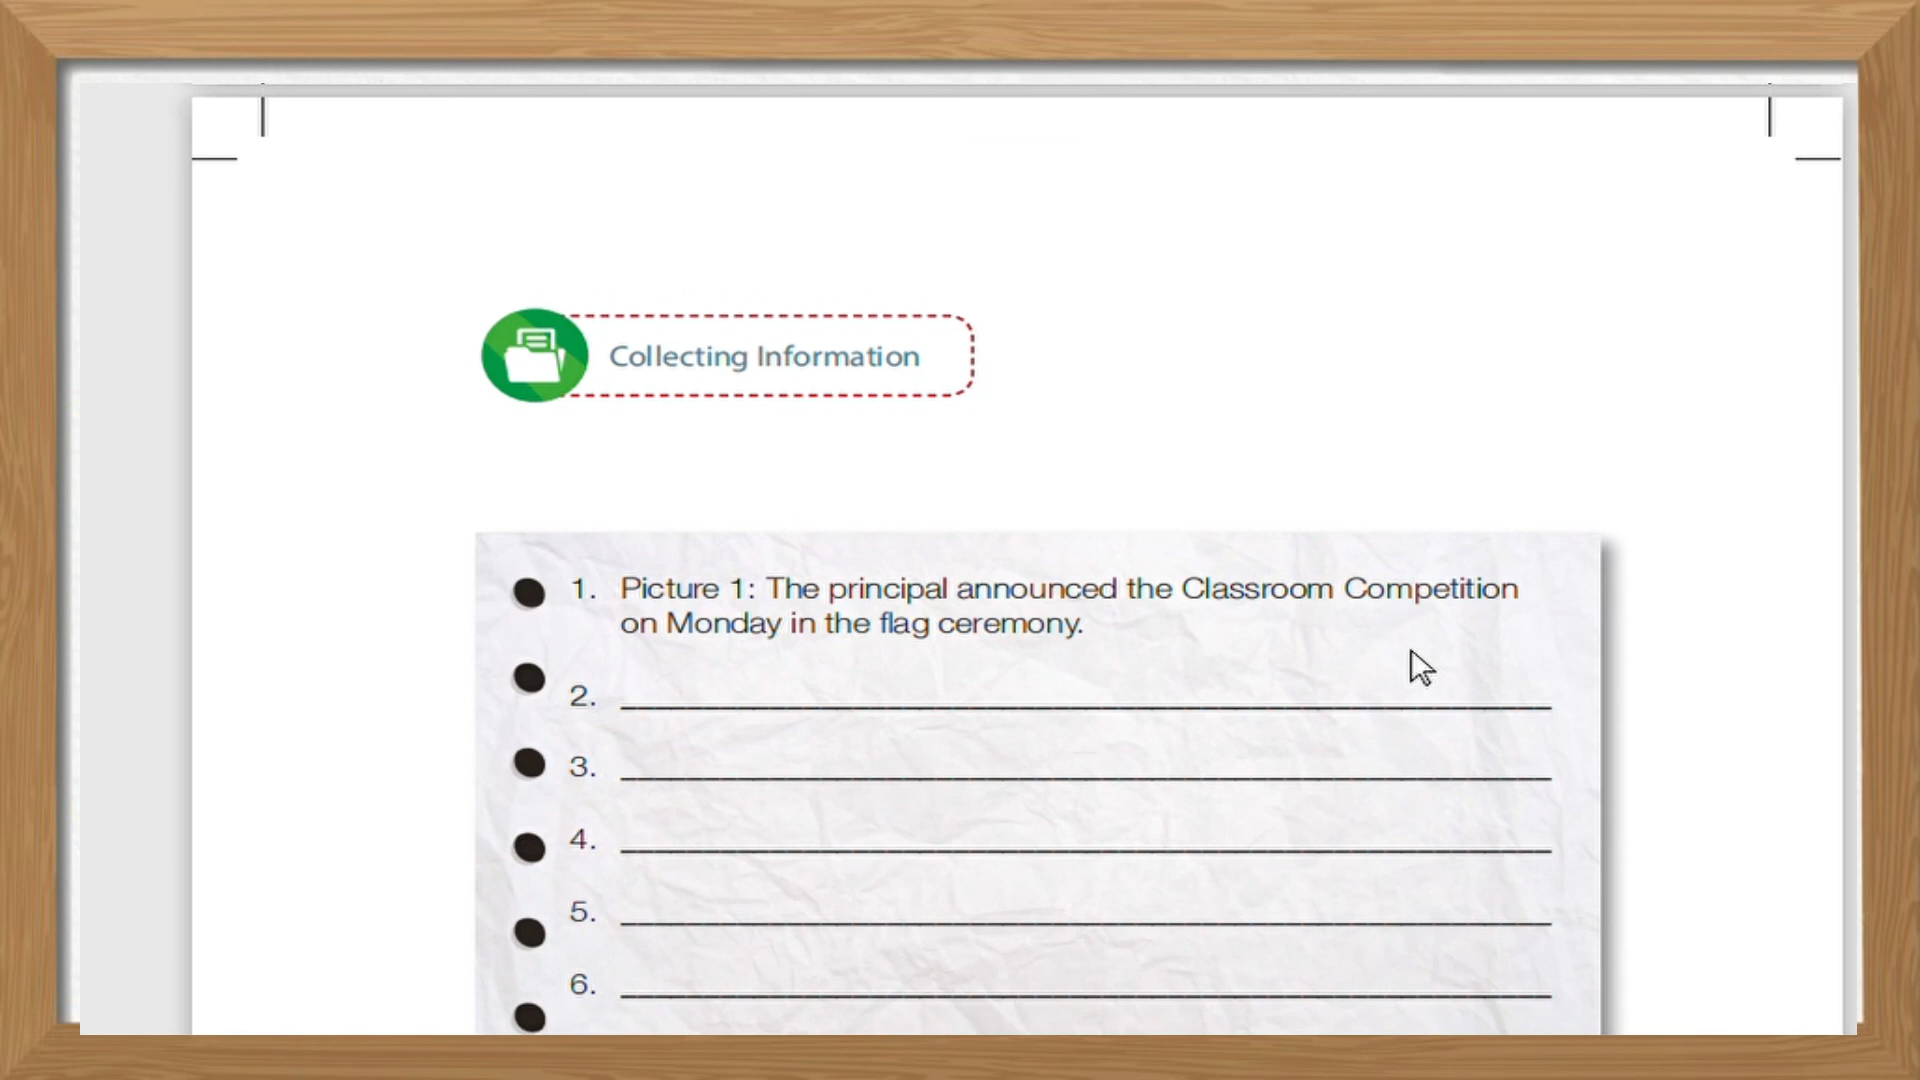 Collecting Information
1. Picture 1: The principal announced the Classroom Competition
on Monday in the flag ceremony.
2.
3.
4.
5.
6.